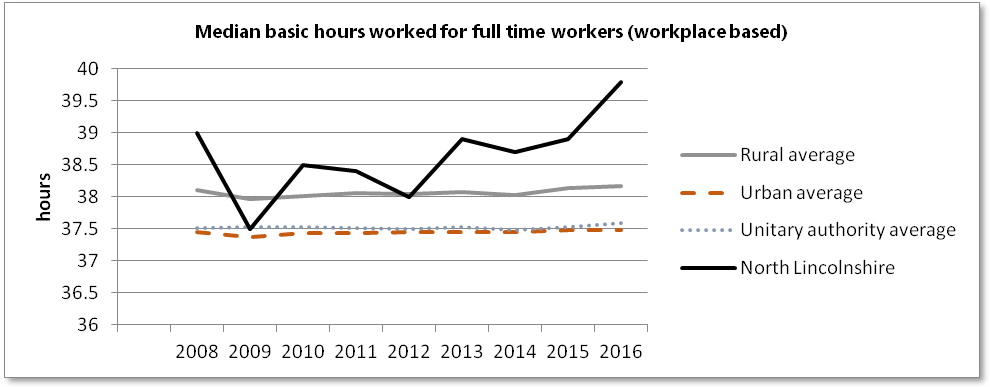 Median basic hours worked for full time workers (workplace based)
40
39.5
39
38.5
38
37.5
37
36.5
36
hours
2008 2009 2010 2011 2012 2013 2014 2015 2016
Rural average
Urban average
Unitary authority average
North Lincolnshire